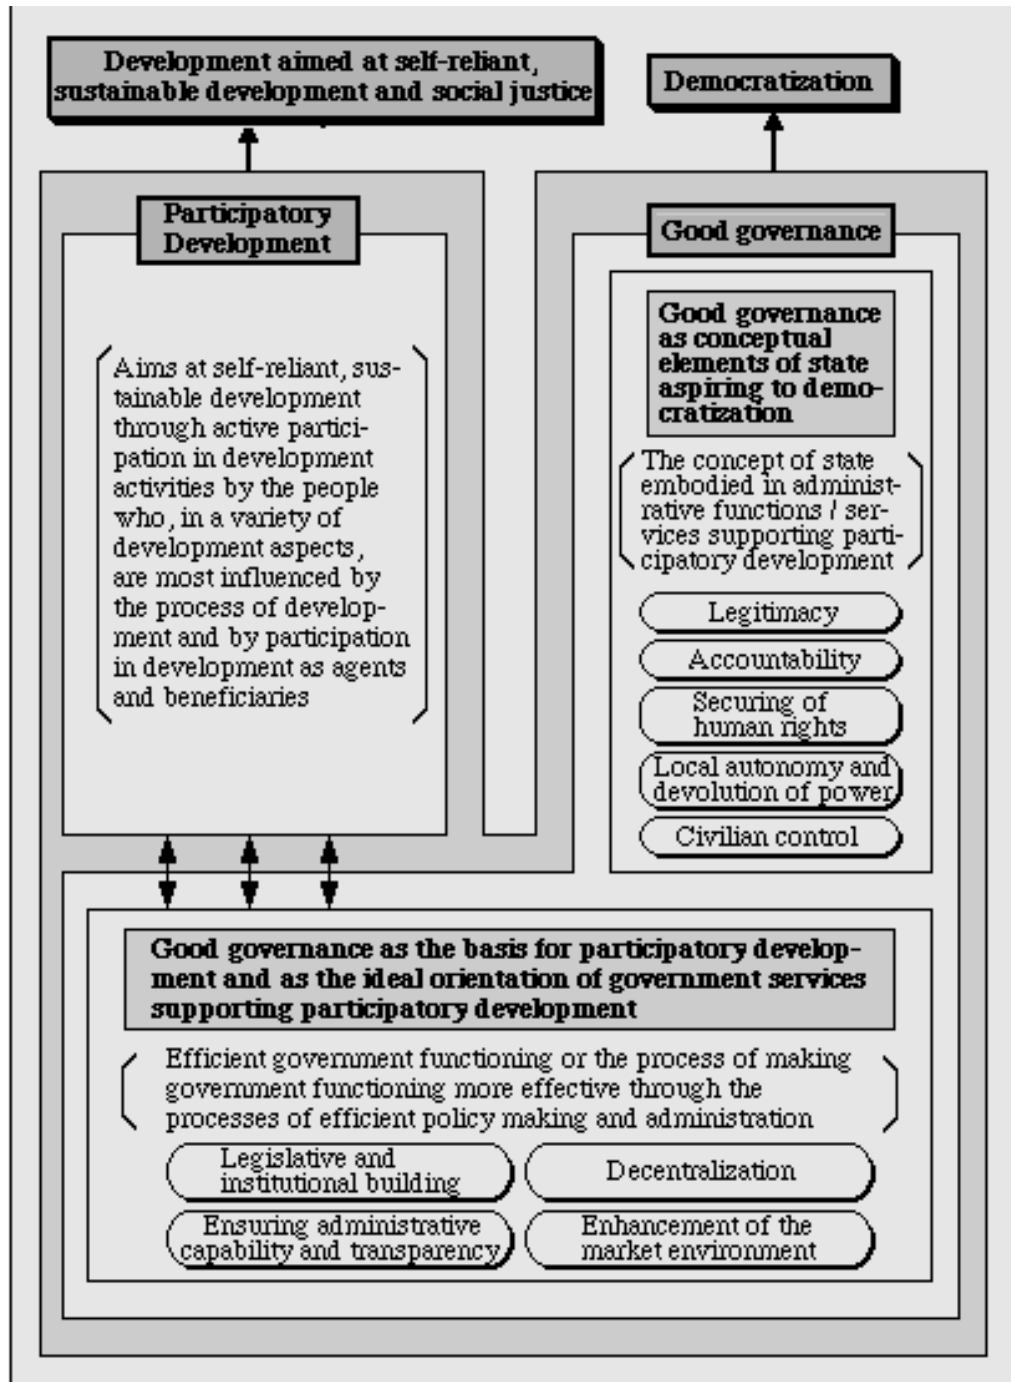 Development aimed at self-reliant,
sustainable development and social justice
Democratization
Participatory
Development
Aims at self-reliant, sus-
tainable development
through active partici-
pation in development
activities by the people
who, in a variety of
development aspects,
are most influenced by
the process of develop-
ment and by participation
in development as agents
and beneficiaries
Good governance
Good governance
as conceptual
elements of state
aspiring to demo-
cratization
The concept of state
embodied in administ-
rative functions / ser-
vices supporting parti-
cipatory development
Legitimacy
Accountability
Securing of
human rights
Local autonomy and
devolution of power
Civilian control
Good governance as the basis for participatory develop-
ment and as the ideal orientation of government services
supporting participatory development
Efficient government functioning or the process of making
government functioning more effective through the
processes of efficient policy making and administration
Legislative and
institutional building
Decentralization
Ensuring administrative
capability and transparency
Enhancement of the
market environment